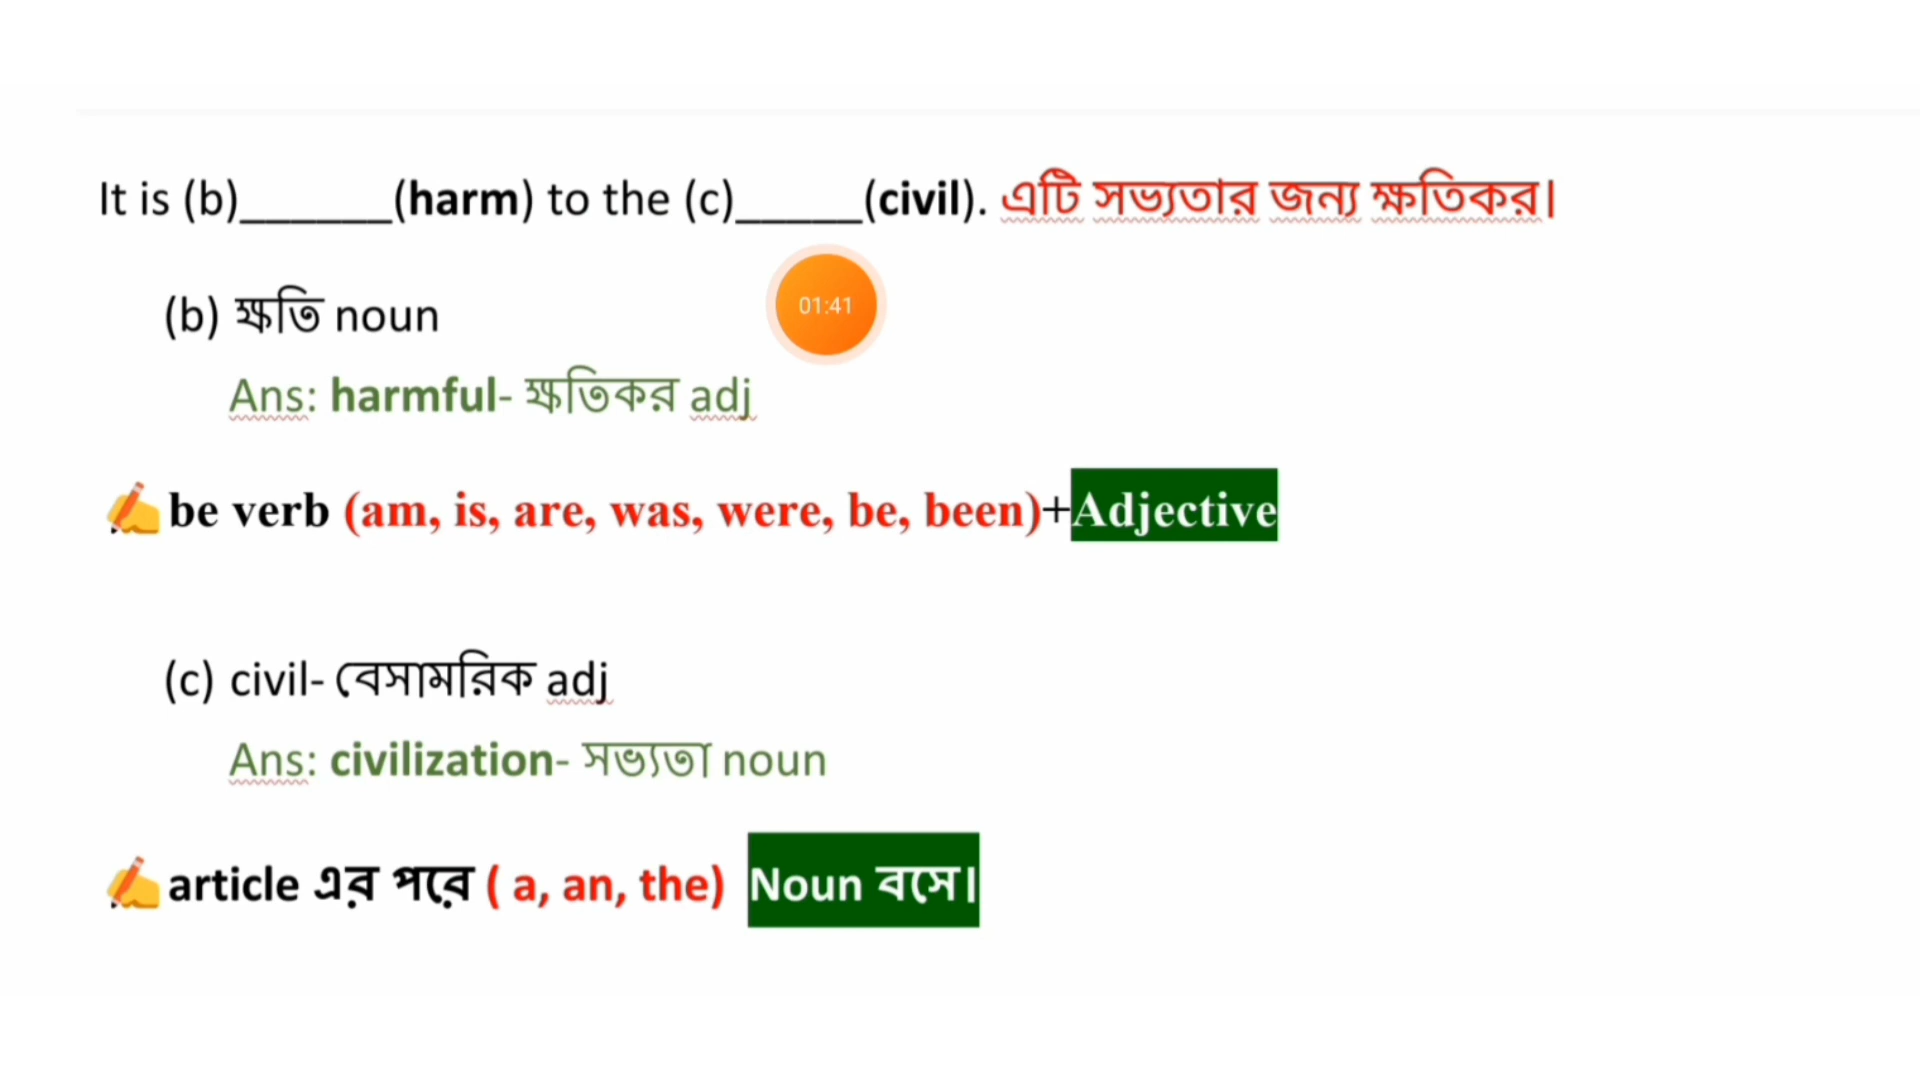 It is (b)______(harm) to the (c)_____(civil). এটি সভ্যতার জন্য ক্ষতিকর।
01:41
(b) ক্ষতি noun
Ans: harmful- ক্ষতিকর adj
✍be verb (am, is, are, was, were, be, been)+Adjective
(c) civil- বেসামরিক adj
Ans: civilization- সভ্যতা noun
✍article এর পরে ( a, an, the) Noun বসে।